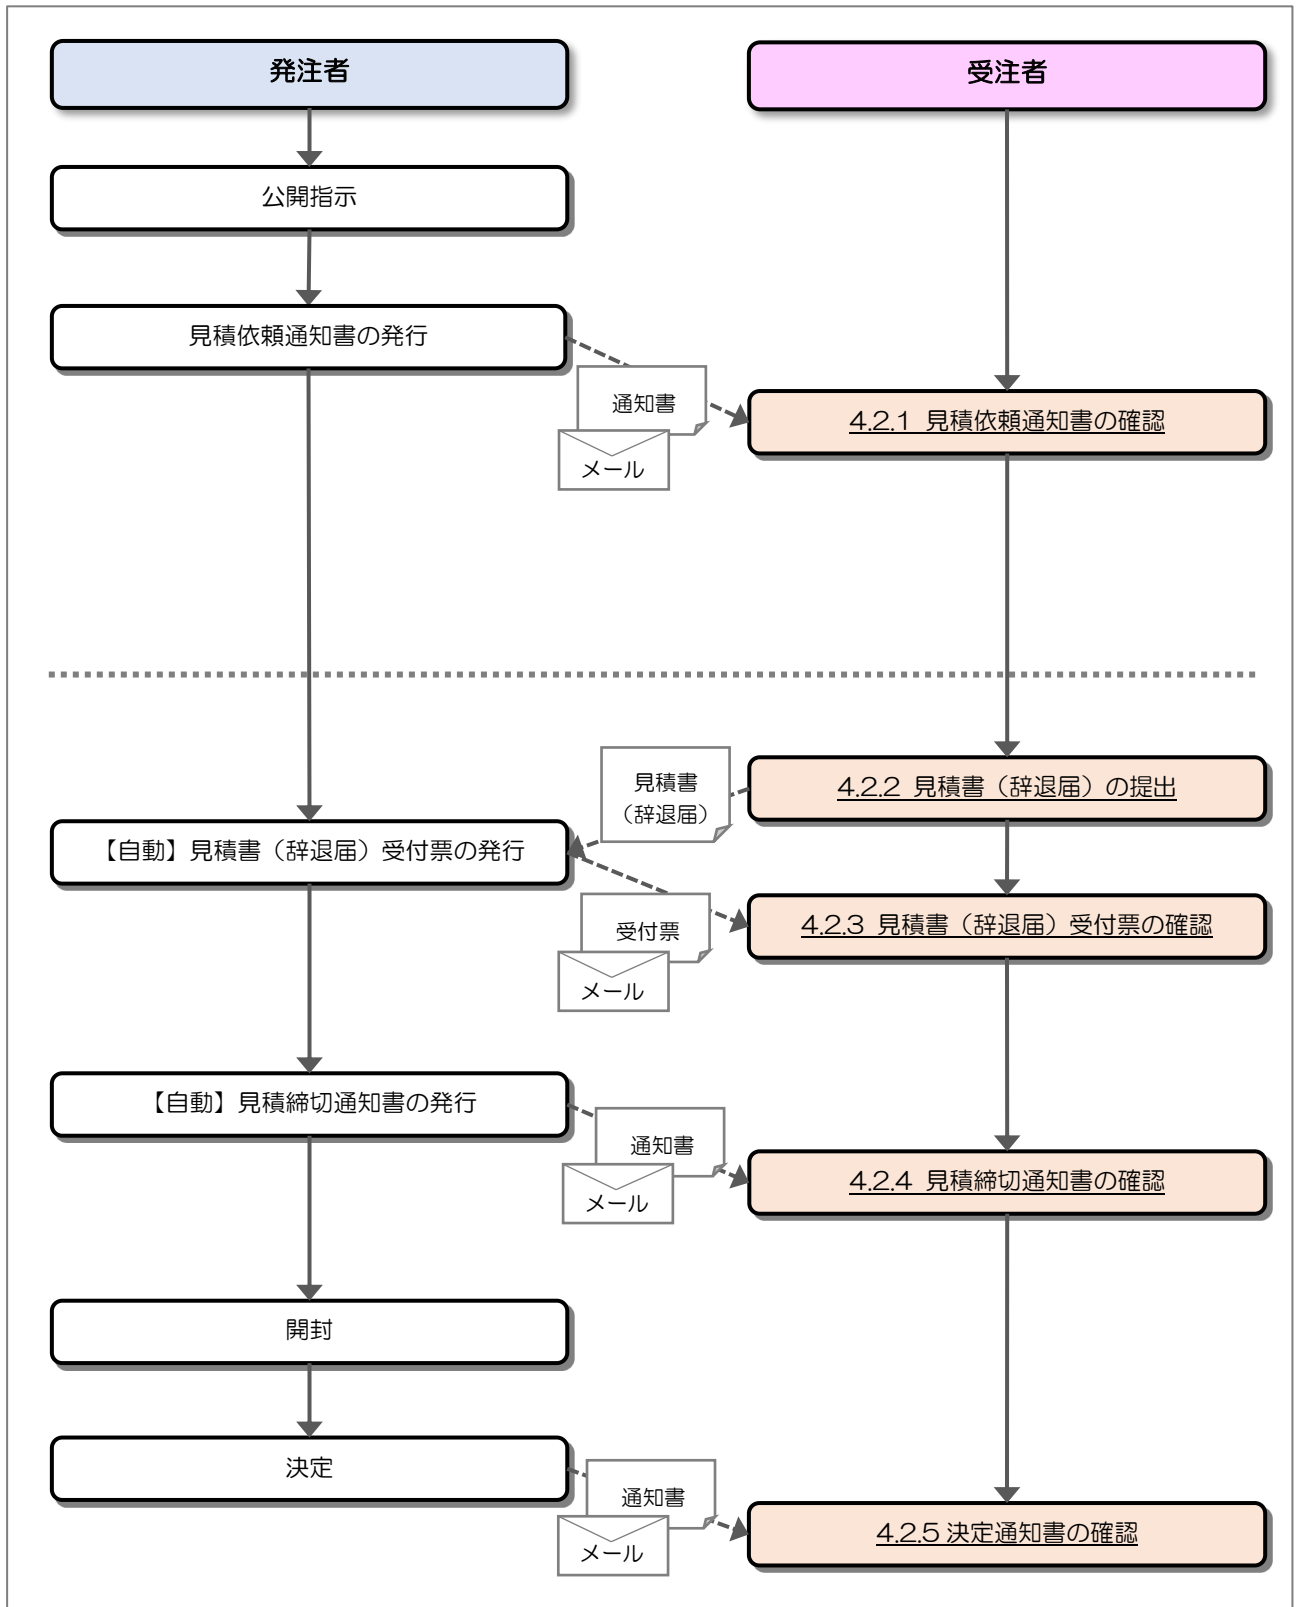 発注者
受注者
公開指示
見積依頼通知書の発行
通知書
メール
4.2.1 見積依頼通知書の確認
見積書
（辞退届）
4.2.2 見積書（辞退届）の提出
【自動】見積書（辞退届）受付票の発行
受付票
メール
4.2.3 見積書（辞退届）受付票の確認
【自動】見積締切通知書の発行
通知書
メール
4.2.4 見積締切通知書の確認
開封
決定
通知書
メール
4.2.5 決定通知書の確認